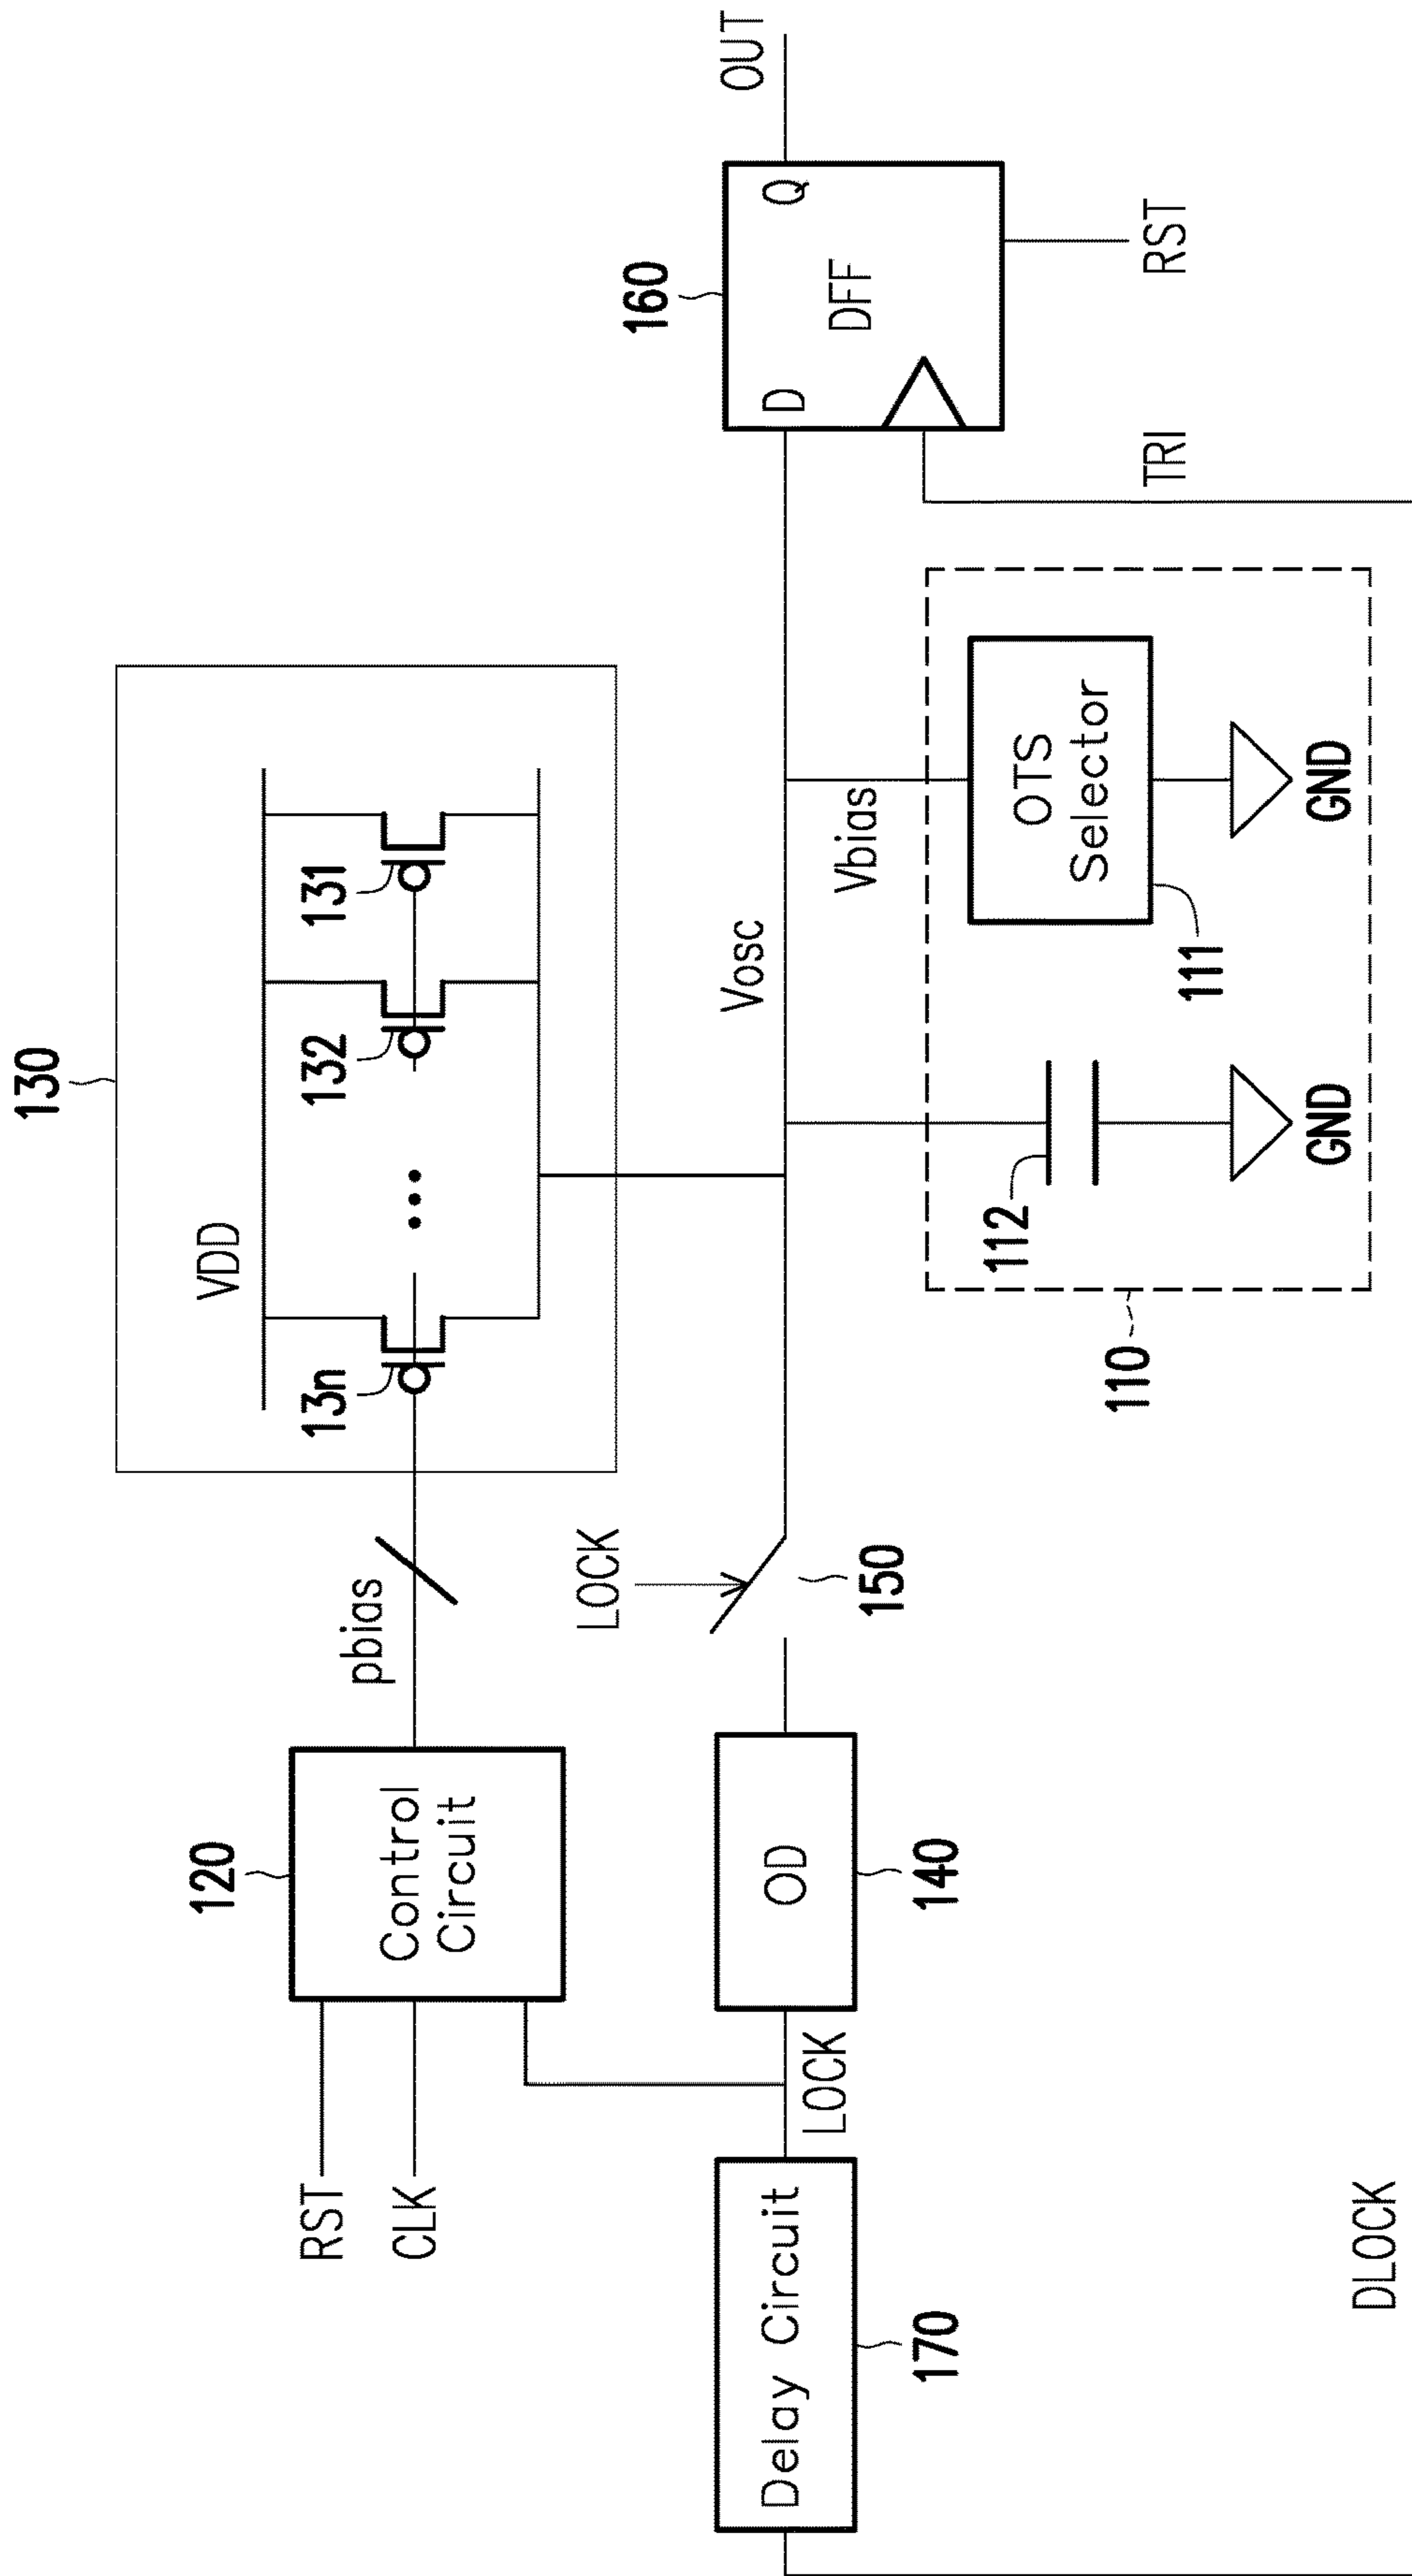 130
VDD
13n
132
131
pbias
120
Control
Circuit
RST
CLK
LOCK
150
Vosc
OUT
160
D
Q
DFF
RST
TRI
Vbias
OTS
Selector
111
GND
112
GND
110
OD
140
LOCK
Delay Circuit
170
DLOCK